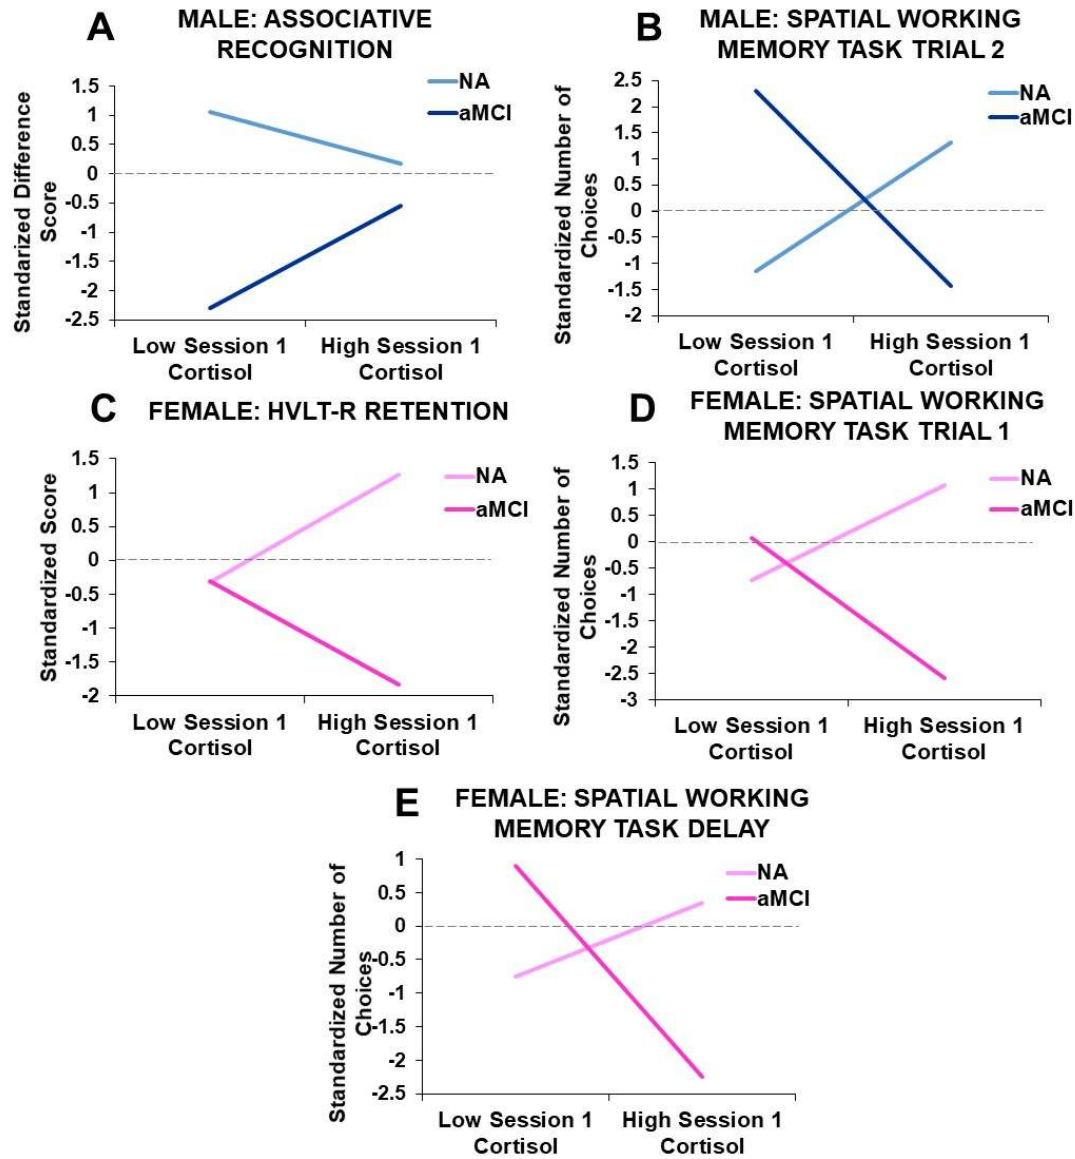 A
MALE: ASSOCIATIVE
RECOGNITION
Standarized Difference
Score
1.5
1
0.5
0
-0.5
-1
-1.5
-2
-2.5
NA
aMCI
Low Session 1
Cortisol
High Session 1
Cortisol
B
MALE: SPATIAL WORKING
MEMORY TASK TRIAL 2
Standardized Number of
Choices
2.5
2
1.5
1
0.5
0
-0.5
-1
-1.5
-2
NA
aMCI
Low Session 1
Cortisol
High Session 1
Cortisol
C
FEMALE: HVLT-R RETENTION
Standardized Score
1.5
1
0.5
0
-0.5
-1
-1.5
-2
NA
aMCI
Low Session 1
Cortisol
High Session 1
Cortisol
D
FEMALE: SPATIAL WORKING
MEMORY TASK TRIAL 1
Standardized Number of
Choices
1.5
1
0.5
0
-0.5
-1
-1.5
-2
-2.5
-3
NA
aMCI
Low Session 1
Cortisol
High Session 1
Cortisol
E
FEMALE: SPATIAL WORKING
MEMORY TASK DELAY
Standardized Number of
Choices
1
0.5
0
-0.5
-1
-1.5
-2
-2.5
NA
aMCI
Low Session 1
Cortisol
High Session 1
Cortisol